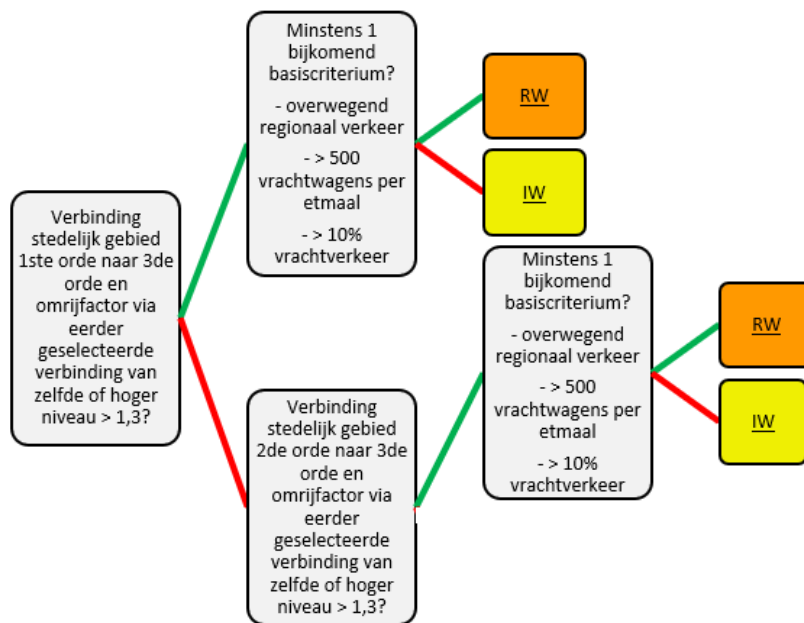 Verbinding
stedelijk gebied
1ste orde naar 3de
orde en
omrijfactor via
eerder
geselecteerde
verbinding van
zelfde of hoger
niveau > 1,3?
Minstens 1
bijkomend
basiscriterium?
- overwegend
regionaal verkeer
- > 500
vrachtwagens per
etmaal
- > 10%
vrachtverkeer
RW
IW
Verbinding
stedelijk gebied
2de orde naar 3de
orde en
omrijfactor via
eerder
geselecteerde
verbinding van
zelfde of hoger
niveau > 1,3?
Minstens 1
bijkomend
basiscriterium?
- overwegend
regionaal verkeer
- > 500
vrachtwagens per
etmaal
- > 10%
vrachtverkeer
RW
IW